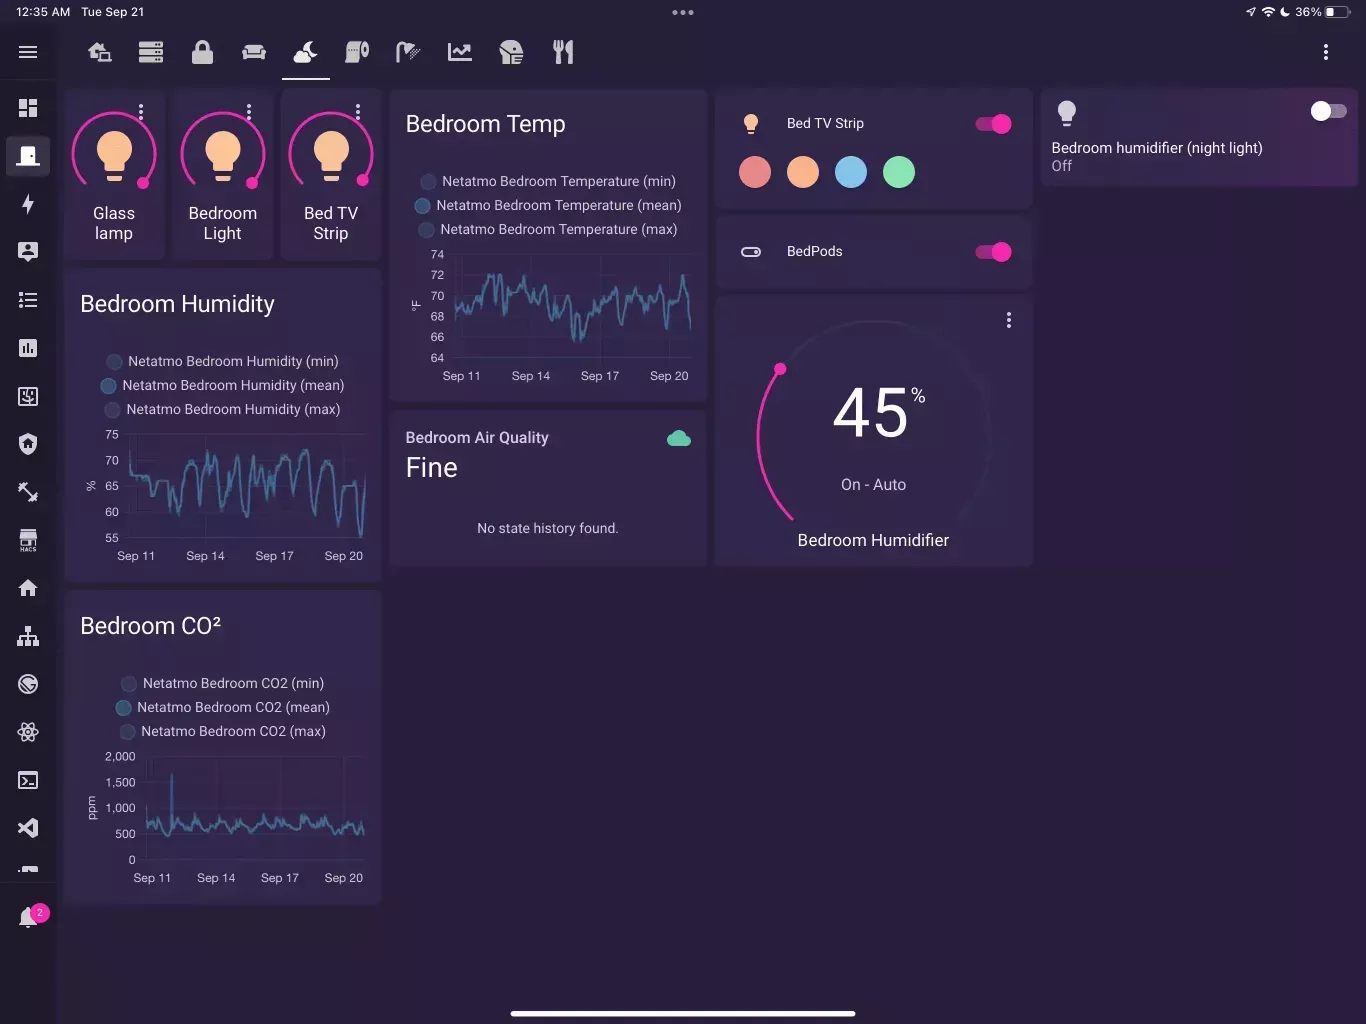 12:35 AM Tue Sep 21
36%
Glass
lamp
Bedroom
Light
Bed TV
Strip
Bedroom Humidity
Netatmo Bedroom Humidity (min)
Netatmo Bedroom Humidity (mean)
Netatmo Bedroom Humidity (max)
75
70
65
60
55
%
Sep 11 Sep 14 Sep 17 Sep 20
Bedroom CO²
Netatmo Bedroom CO2 (min)
Netatmo Bedroom CO2 (mean)
Netatmo Bedroom CO2 (max)
2,000
1,500
1,000
500
0
ppm
Sep 11 Sep 14 Sep 17 Sep 20
Bedroom Temp
Netatmo Bedroom Temperature (min)
Netatmo Bedroom Temperature (mean)
Netatmo Bedroom Temperature (max)
74
72
70
68
66
64
°F
Sep 11 Sep 14 Sep 17 Sep 20
Bedroom Air Quality
Fine
No state history found.
Bed TV Strip
BedPods
45%
On - Auto
Bedroom Humidifier
Bedroom humidifier (night light)
Off
HACS
2